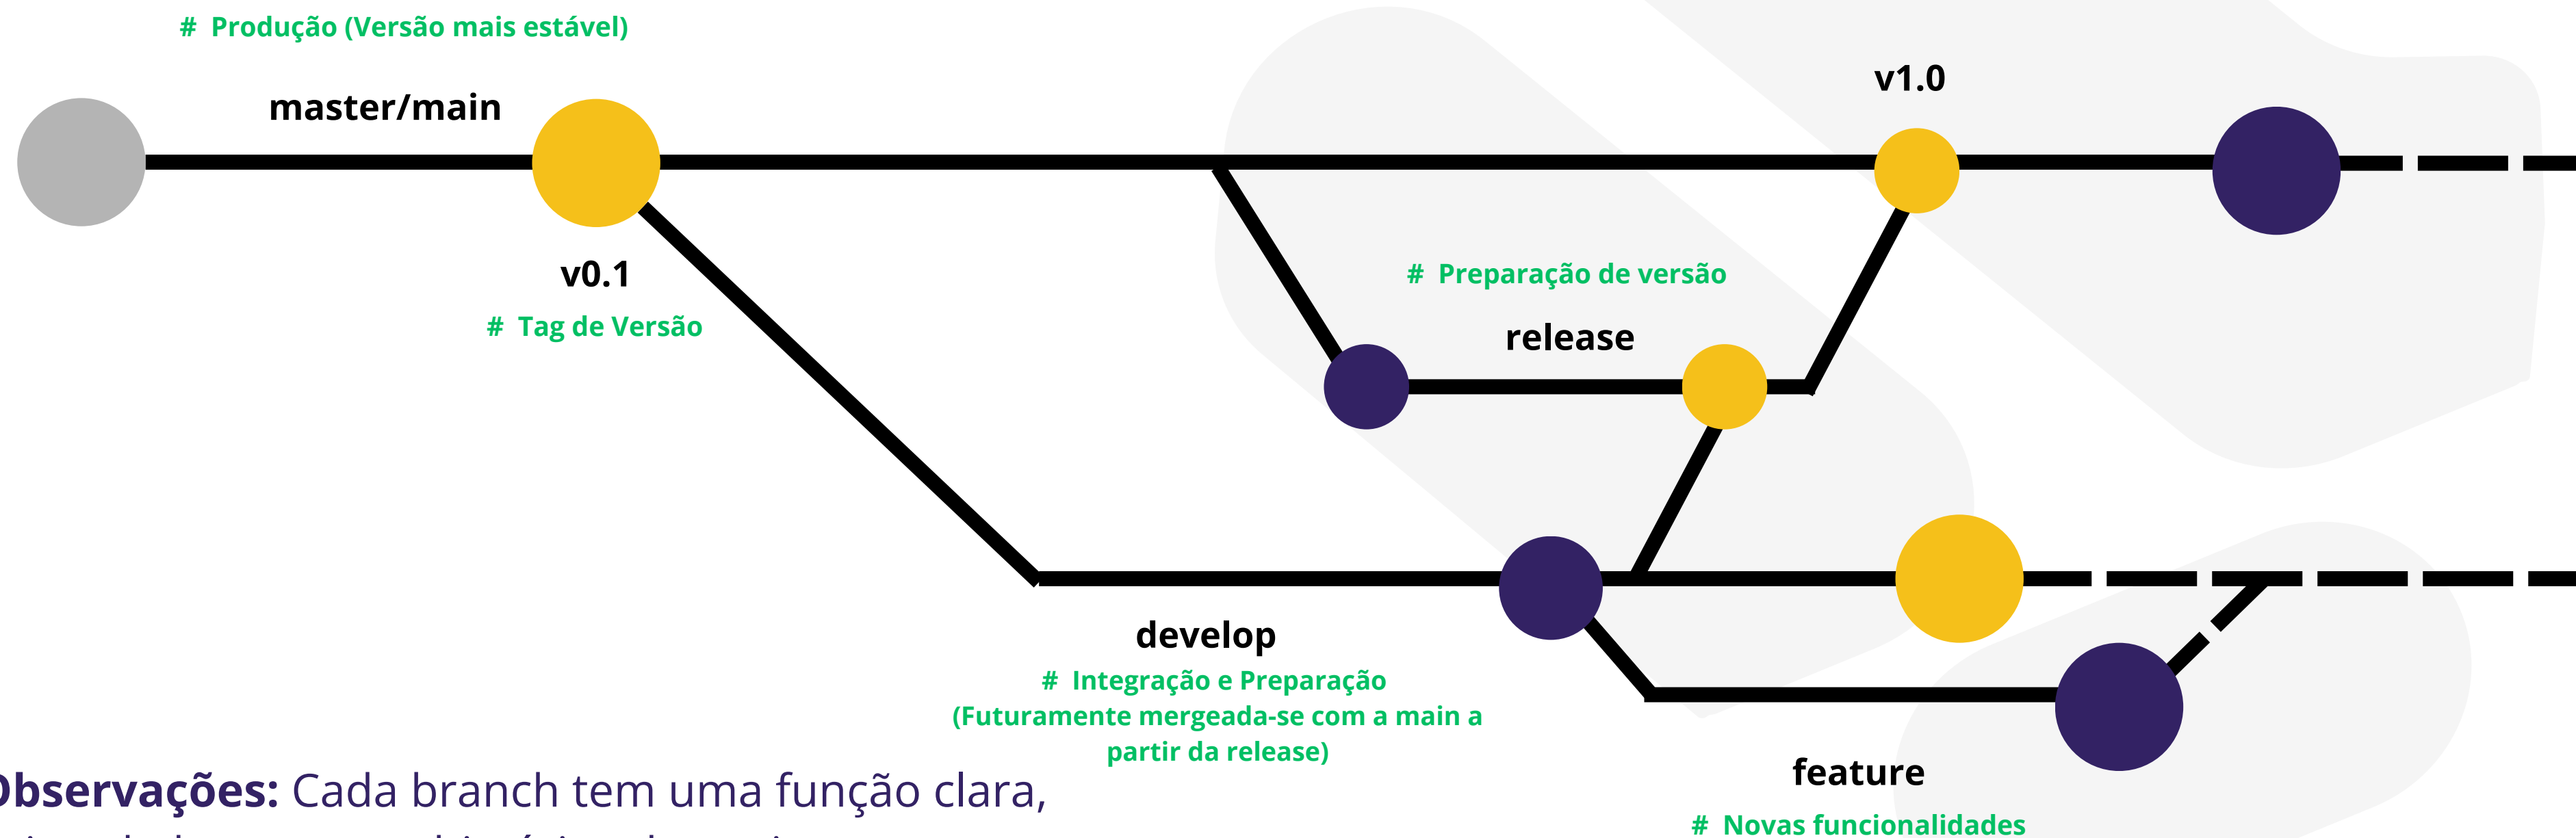 # Produção (Versão mais estável)
master/main
v1.0
v0.1
# Tag de Versão
# Preparação de versão
release
develop
# Integração e Preparação
(Futuramente mergeada-se com a main a
partir da release)
Observações: Cada branch tem uma função clara,
feature
# Novas funcionalidades